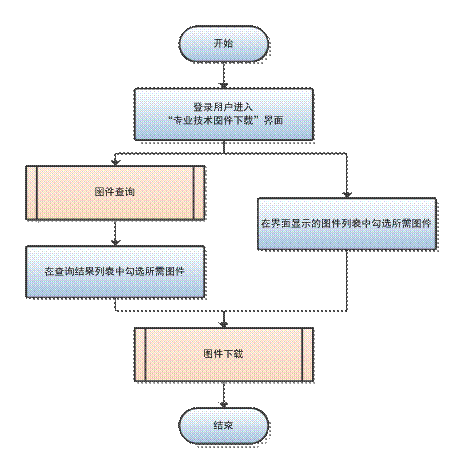 开始
登录用户进入
“专业技术图件下载”界面
图件查询
在界面显示的图件列表中勾选所需图件
在查询结果列表中勾选所需图件
图件下载
结束